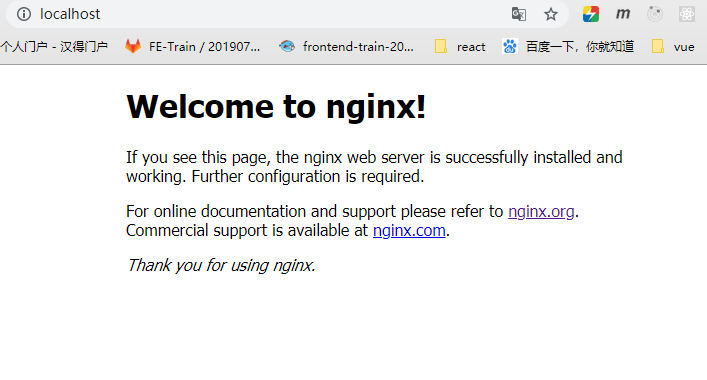 localhost
个人门户 - 汉得门户 FE-Train / 201907... frontend-train-20... react 百度一下，你就知道 vue
Welcome to nginx!
If you see this page, the nginx web server is successfully installed and
working. Further configuration is required.
For online documentation and support please refer to nginx.org.
Commercial support is available at nginx.com.
Thank you for using nginx.